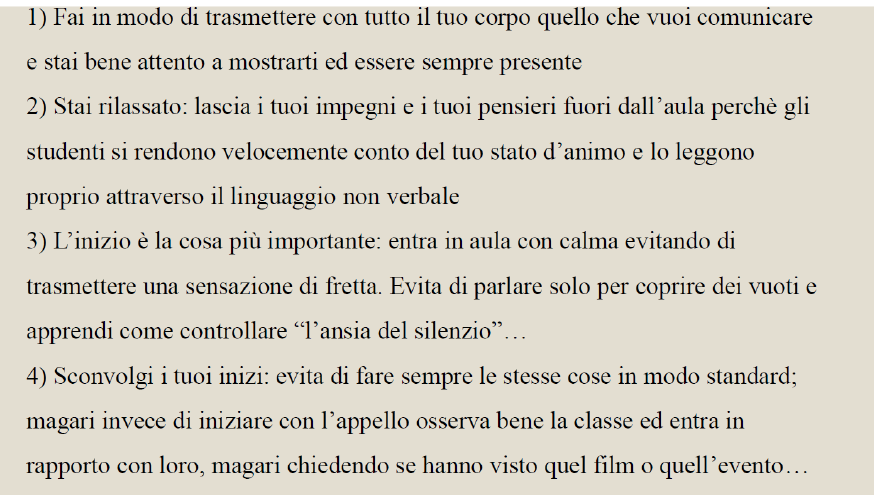 1) Fai in modo di trasmettere con tutto il tuo corpo quello che vuoi comunicare
e stai bene attento a mostrarti ed essere sempre presente
2) Stai rilassato: lascia i tuoi impegni e i tuoi pensieri fuori dall’aula perchè gli
studenti si rendono velocemente conto del tuo stato d’animo e lo leggono
proprio attraverso il linguaggio non verbale
3) L’inizio è la cosa più importante: entra in aula con calma evitando di
trasmettere una sensazione di fretta. Evita di parlare solo per coprire dei vuoti e
apprendi come controllare “l’ansia del silenzio”…
4) Sconvolgi i tuoi inizi: evita di fare sempre le stesse cose in modo standard;
magari invece di iniziare con l’appello osserva bene la classe ed entra in
rapporto con loro, magari chiedendo se hanno visto quel film o quell’evento…